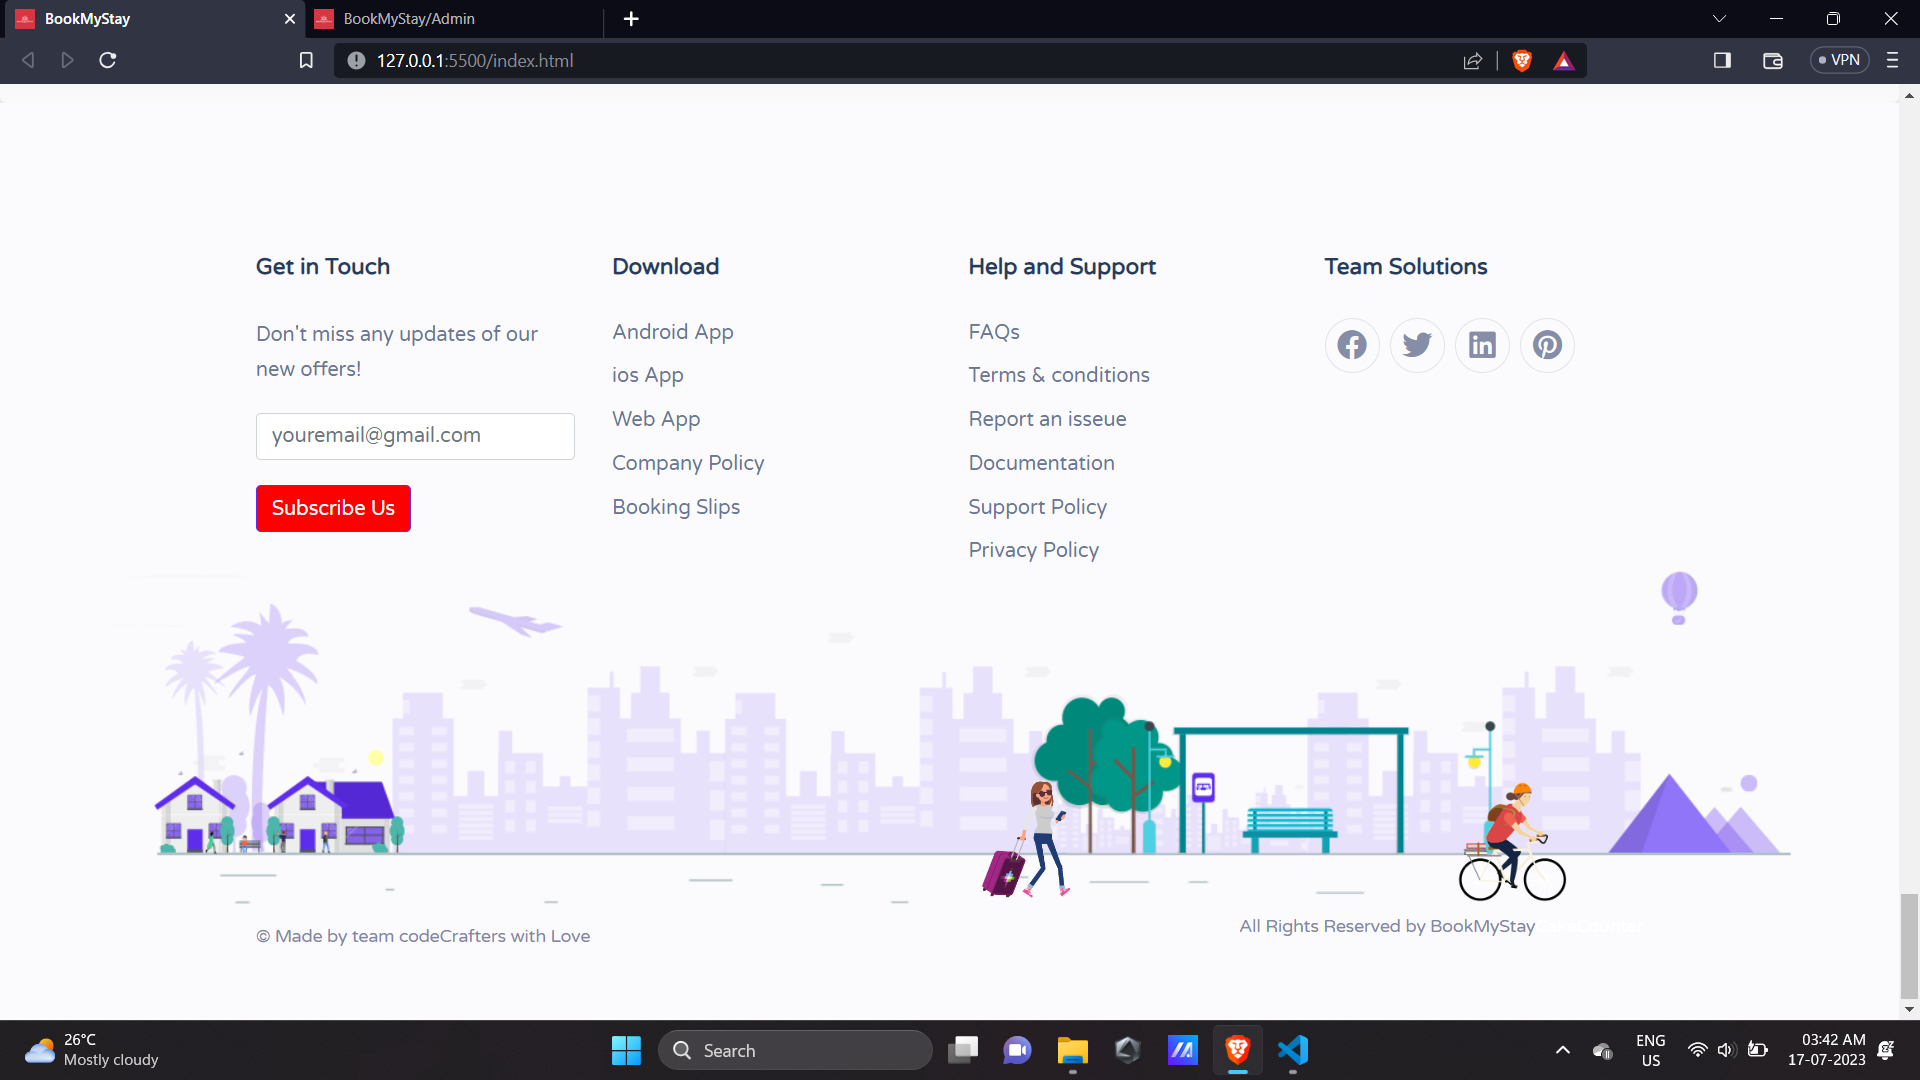 BookMyStay
BookMyStay/Admin
127.0.0.1:5500/index.html
VPN
Get in Touch
Don't miss any updates of our
new offers!
youremail@gmail.com
Subscribe Us
Download
Android App
ios App
Web App
Company Policy
Booking Slips
Help and Support
FAQs
Terms & conditions
Report an isseue
Documentation
Support Policy
Privacy Policy
Team Solutions
© Made by team codeCrafters with Love
All Rights Reserved by BookMyStay
26°C
Mostly cloudy
Search
ENG
US
03:42 AM
17-07-2023